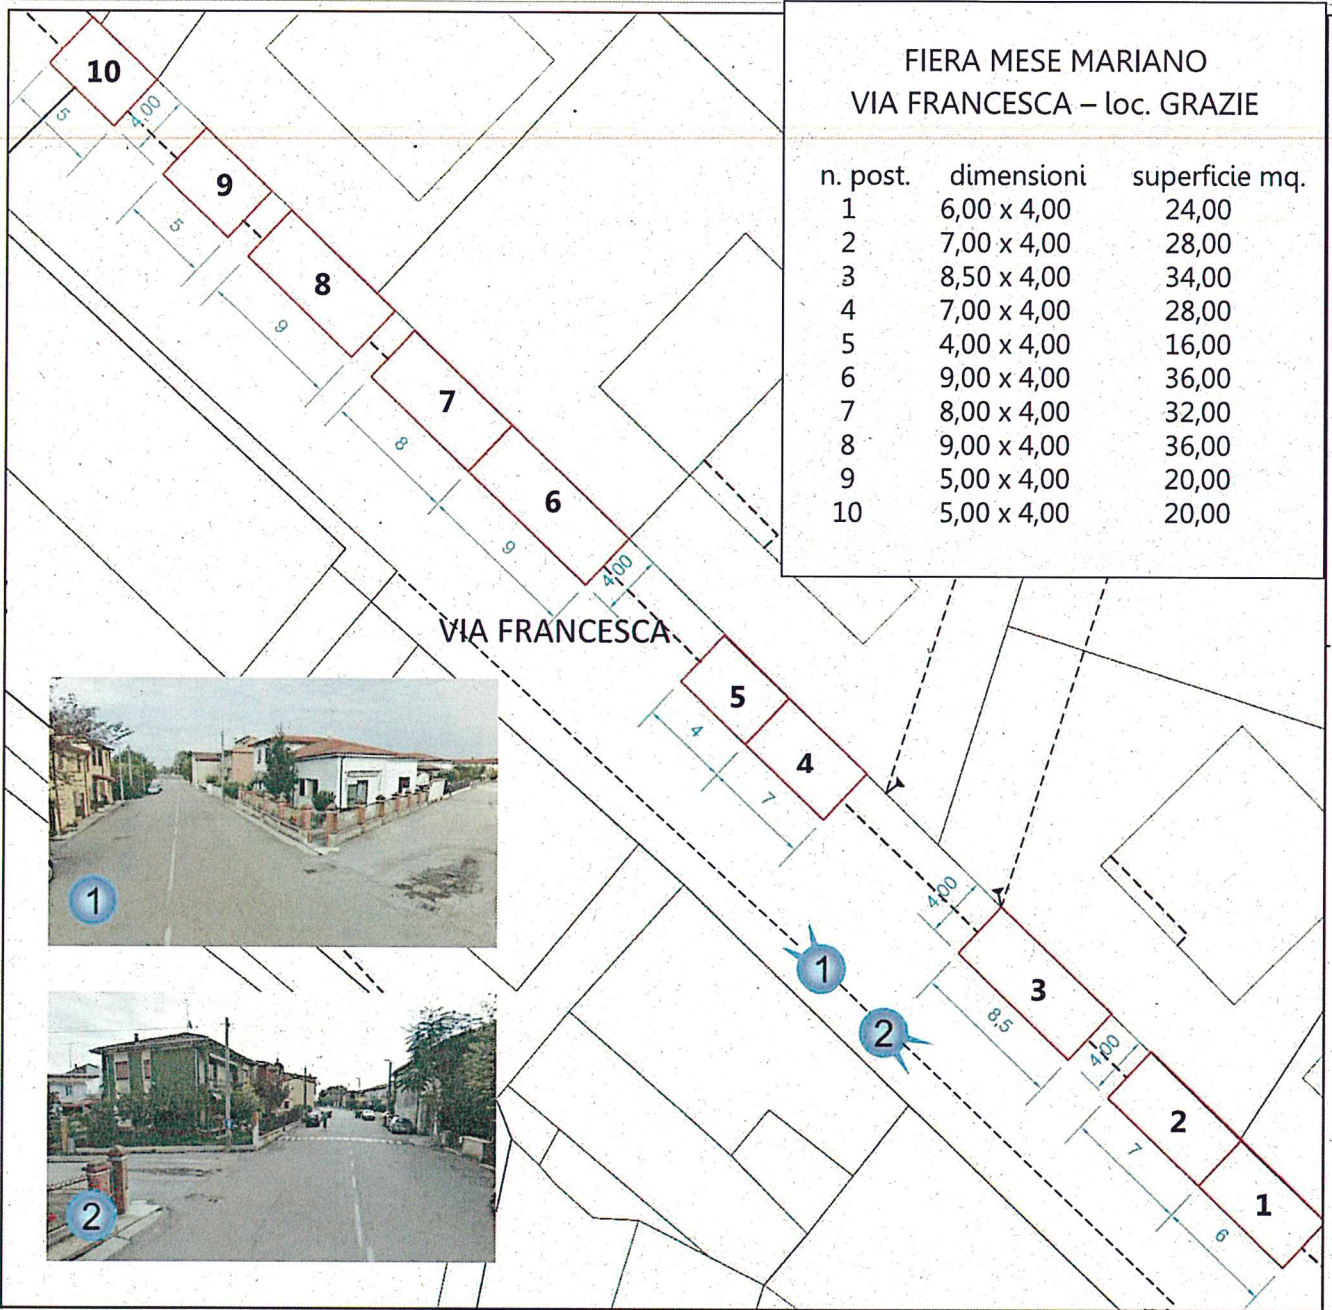 FIERA MESE MARIANO
VIA FRANCESCA – loc. GRAZIE
n. post. dimensioni superficie mq.
1 6,00 x 4,00 24,00
2 7,00 x 4,00 28,00
3 8,50 x 4,00 34,00
4 7,00 x 4,00 28,00
5 4,00 x 4,00 16,00
6 9,00 x 4,00 36,00
7 8,00 x 4,00 32,00
8 9,00 x 4,00 36,00
9 5,00 x 4,00 20,00
10 5,00 x 4,00 20,00
10
5
4.00
9
5
8
9
7
8
6
9
4.00
VIA FRANCESCA
5
4
4
7
4.00
3
8,5
4.00
2
7
1
6
1
2
1
2